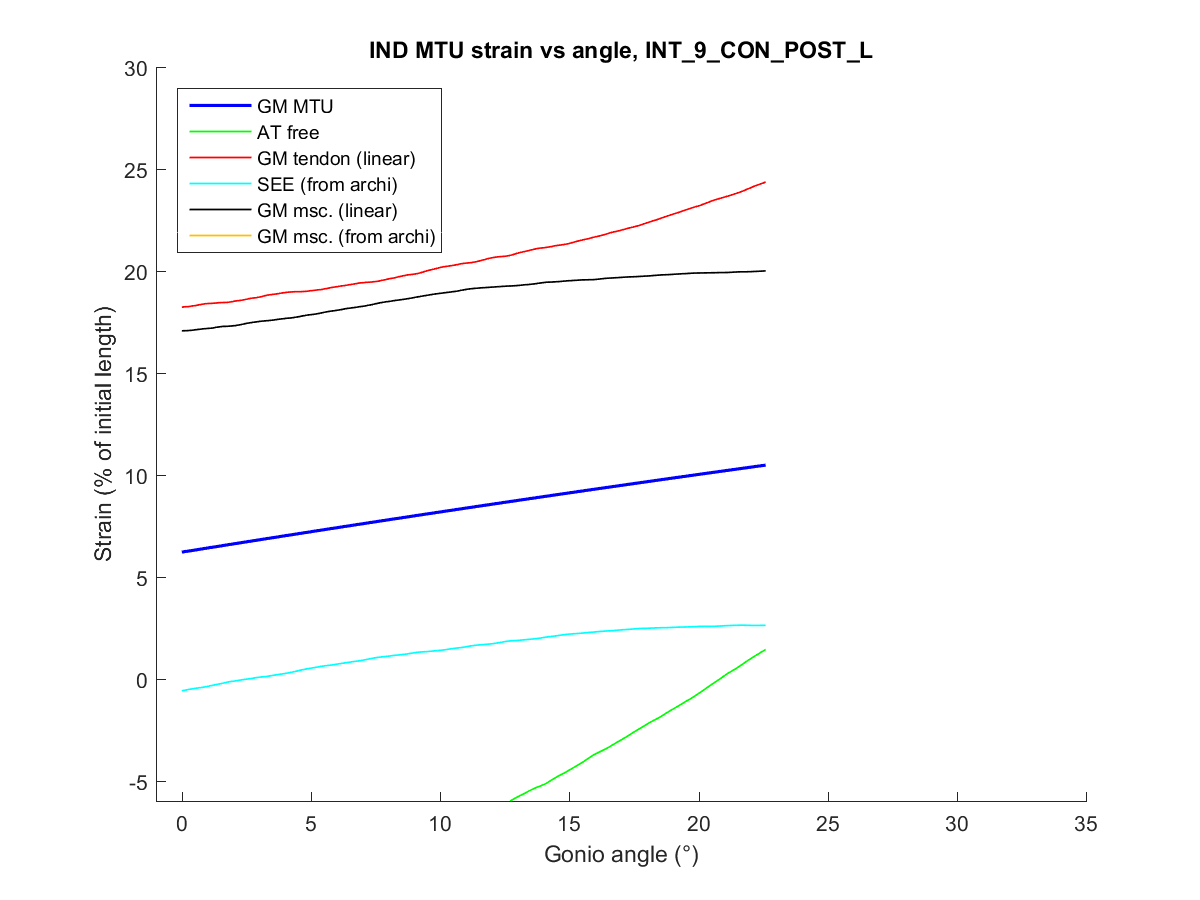 IND MTU strain vs angle, INT_9_CON_POST_L
30
25
20
15
10
5
0
-5
Strain (% of initial length)
GM MTU
AT free
GM tendon (linear)
SEE (from archi)
GM msc. (linear)
GM msc. (from archi)
0 5 10 15 20 25 30 35
Gonio angle (°)